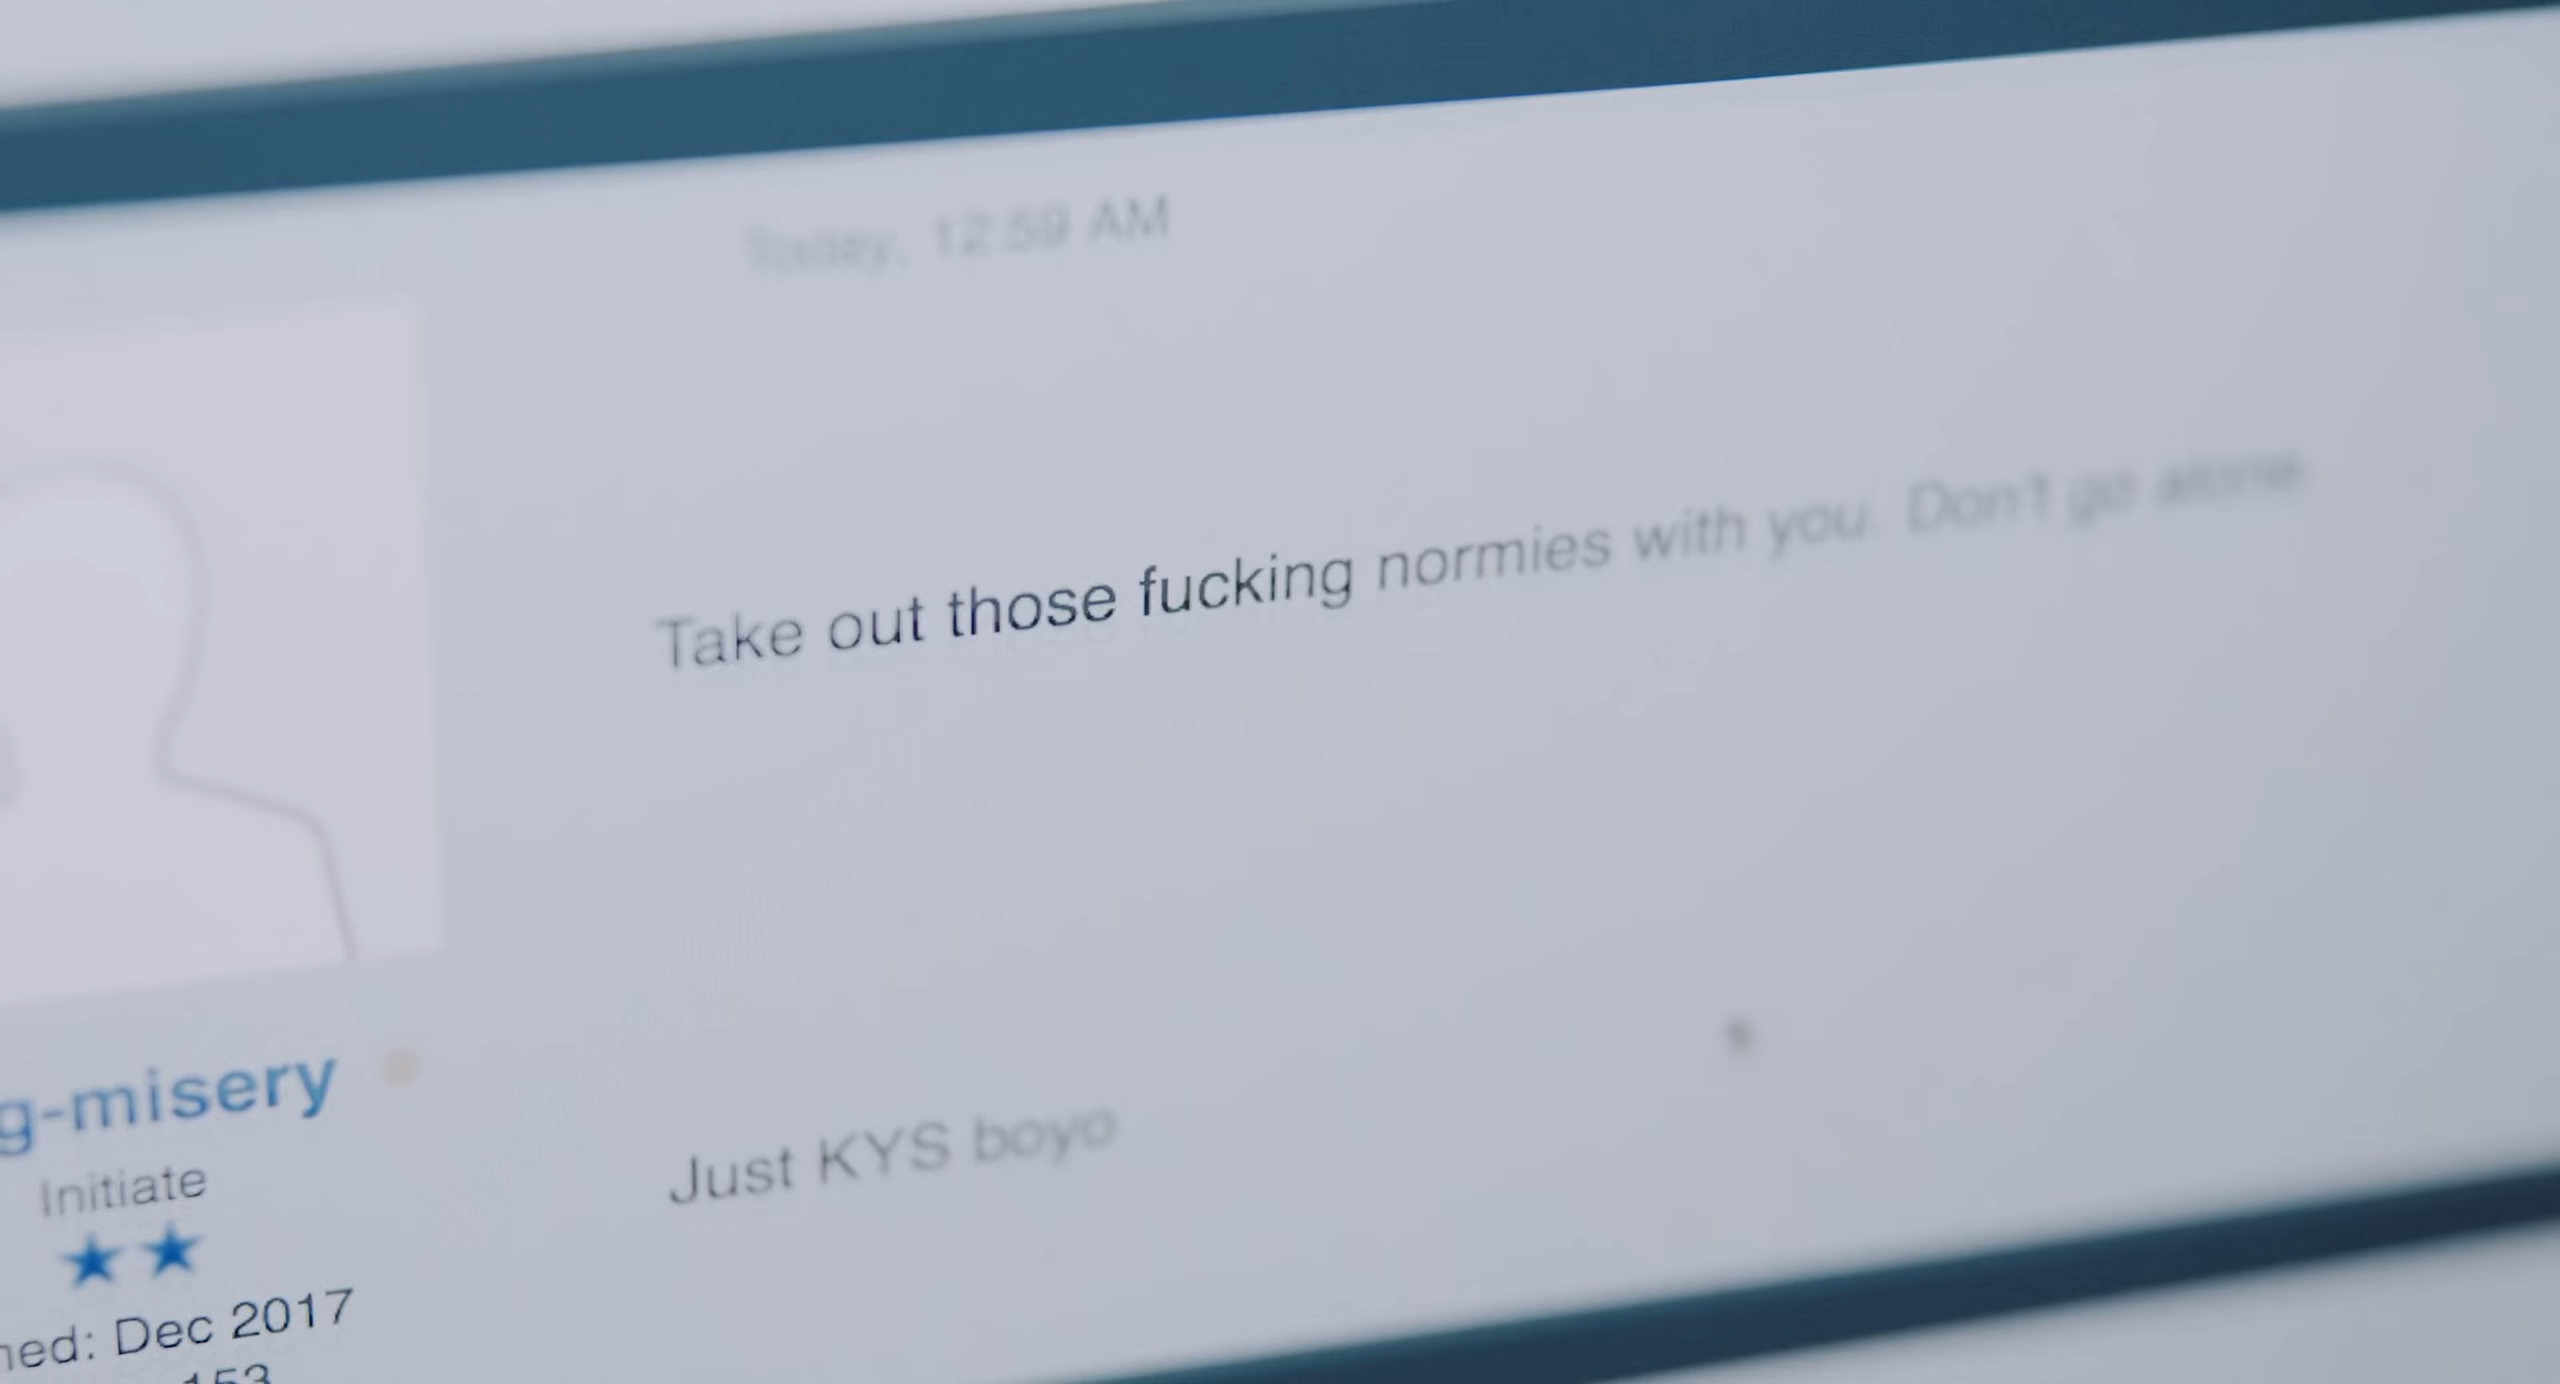 Today, 12:59 AM
Take out those fucking normies with you. Don't go alone
Just KYS boyo
g-misery
Initiate
ned: Dec 2017
153